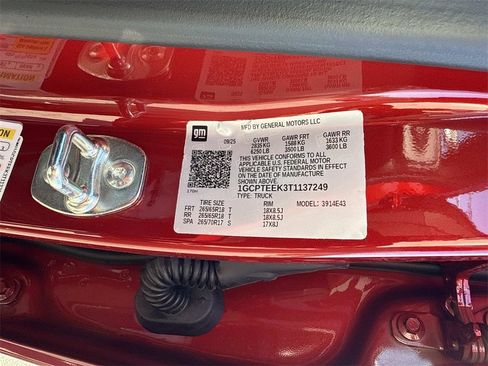 gm
MFD BY GENERAL MOTORS LLC
09/25 GVWR GAWR FRT GAWR RR
2835 KG 1588 KG 1633 KG
6250 LB 3500 LB 3600 LB
THIS VEHICLE CONFORMS TO ALL
APPLICABLE U.S. FEDERAL MOTOR
VEHICLE SAFETY STANDARDS IN EFFECT
ON THE DATE OF MANUFACTURE
SHOWN ABOVE.
1GCPTEEK3T1137249
TYPE: TRUCK
MODEL: 3914E43
TIRE SIZE RIM
FRT 265/65R18 T 18X8.5J
RR 265/65R18 T 18X8.5J
SPA 265/70R17 S 17X8J